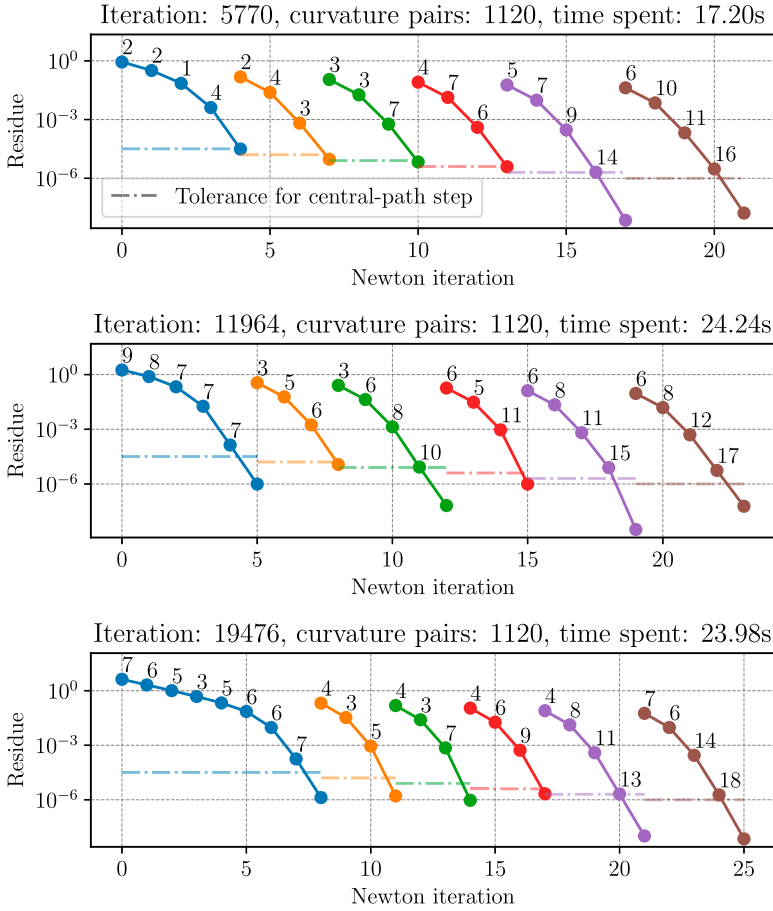 Iteration: 5770, curvature pairs: 1120, time spent: 17.20s
Residue
10⁰
10⁻³
10⁻⁶
2 2 1 4 2 4 3 3 3 7 4 7 6 5 7 9 14 6 10 11 16
Tolerance for central-path step
0 5 10 15 20
Newton iteration
Iteration: 11964, curvature pairs: 1120, time spent: 24.24s
Residue
10⁰
10⁻³
10⁻⁶
9 8 7 7 7 3 5 6 3 6 8 10 6 5 11 6 8 11 15 6 8 12 17
0 5 10 15 20
Newton iteration
Iteration: 19476, curvature pairs: 1120, time spent: 23.98s
Residue
10⁰
10⁻³
10⁻⁶
7 6 5 3 5 6 6 7 4 3 5 4 3 7 4 6 9 4 8 11 13 7 6 14 18
0 5 10 15 20 25
Newton iteration